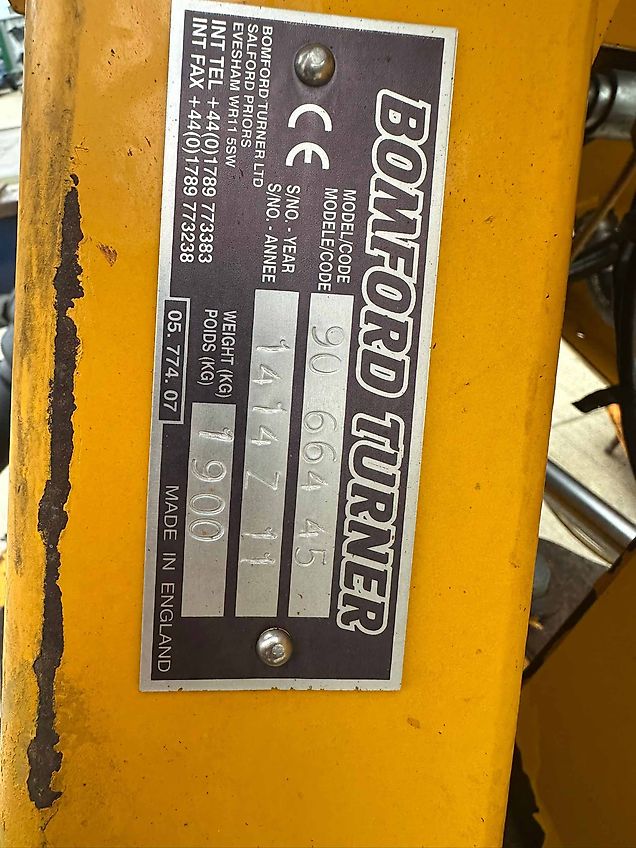 BOMFORD TURNER
MODEL/CODE
MODELE/CODE
90 664 45
CE
S/NO. - YEAR
S/NO. - ANNEE
1414Z 11
BOMFORD TURNER LTD
SALFORD PRIORS
EVESHAM WR11 5SW
WEIGHT (KG)
POIDS (KG)
1900
INT TEL +44(0)1789 773383
INT FAX +44(0)1789 773238
05.774.07
MADE IN ENGLAND